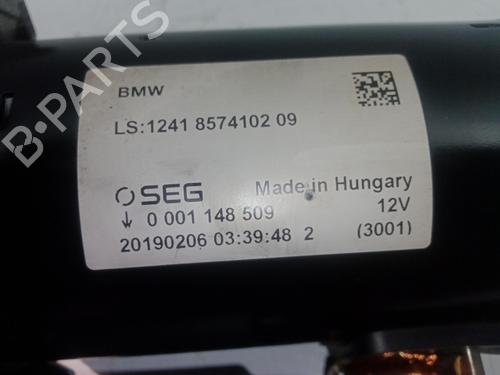 B-PARTS
BMW
LS:1241 8574102 09
SEG Made in Hungary
0 001 148 509 12V
20190206 03:39:48 2 (3001)